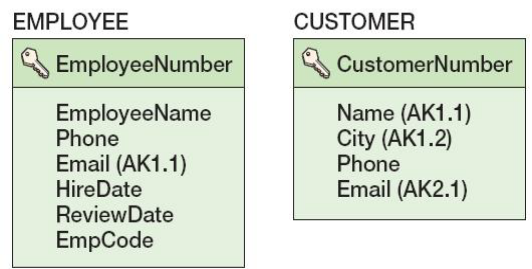 EMPLOYEE
EmployeeNumber
EmployeeName
Phone
Email (AK1.1)
HireDate
ReviewDate
EmpCode
CUSTOMER
CustomerNumber
Name (AK1.1)
City (AK1.2)
Phone
Email (AK2.1)